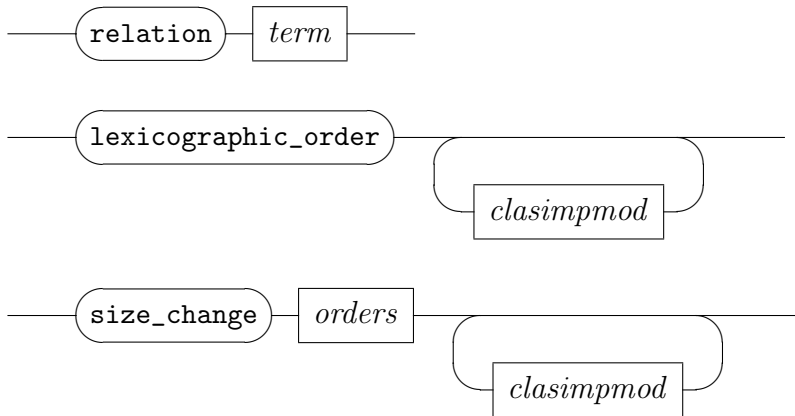 relation term
lexicographic_order
clasimpmod
size_change orders
clasimpmod